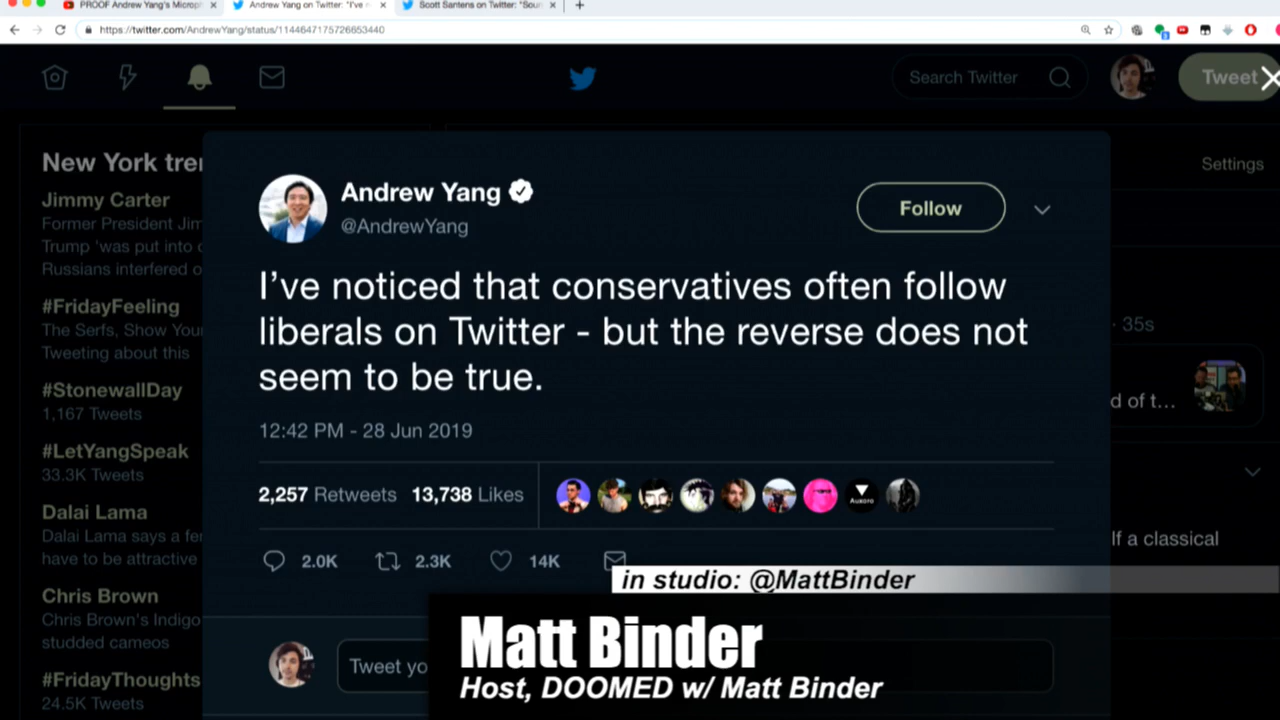 PROOF Andrew Yang's Microph
Andrew Yang on Twitter: "I've n
Scott Santens on Twitter: "Sour
https://twitter.com/AndrewYang/status/1144647175726653440
Search Twitter
Tweet
New York tre
Settings
Jimmy Carter
Former President Jim
Trump 'was put into
Russians interfered o
#FridayFeeling
The Serfs, Show Your
Tweeting about this
#StonewallDay
1,167 Tweets
#LetYangSpeak
33.3K Tweets
Dalai Lama
Dalai Lama says a fe
have to be attractive
Chris Brown
Chris Brown's Indigo
studded cameos
#FridayThoughts
24.5K Tweets
Andrew Yang
@AndrewYang
Follow
I've noticed that conservatives often follow
liberals on Twitter - but the reverse does not
seem to be true.
12:42 PM - 28 Jun 2019
2,257 Retweets 13,738 Likes
Auxoro
2.0K 2.3K 14K
· 35s
d of t...
lf a classical
Tweet yo
in studio: @MattBinder
Matt Binder
Host, DOOMED w/ Matt Binder